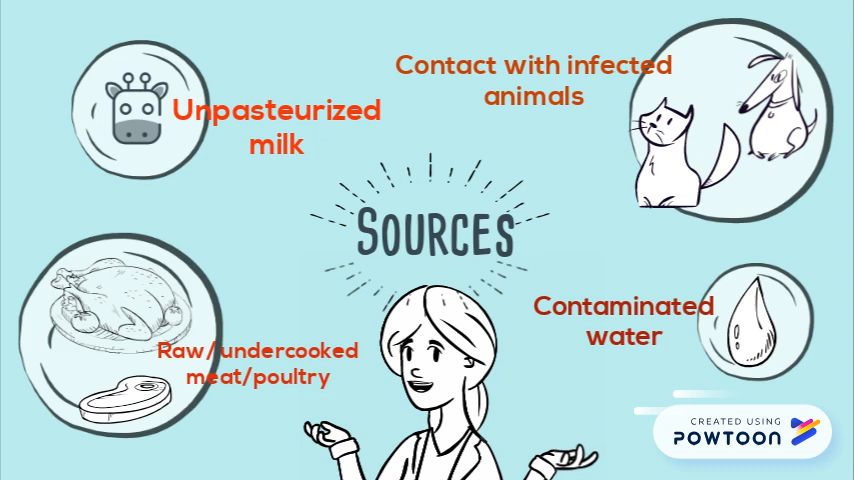 Contact with infected
animals
Unpasteurized
milk
SOURCES
Contaminated
water
Raw/undercooked
meat/poultry
CREATED USING
POWTOON